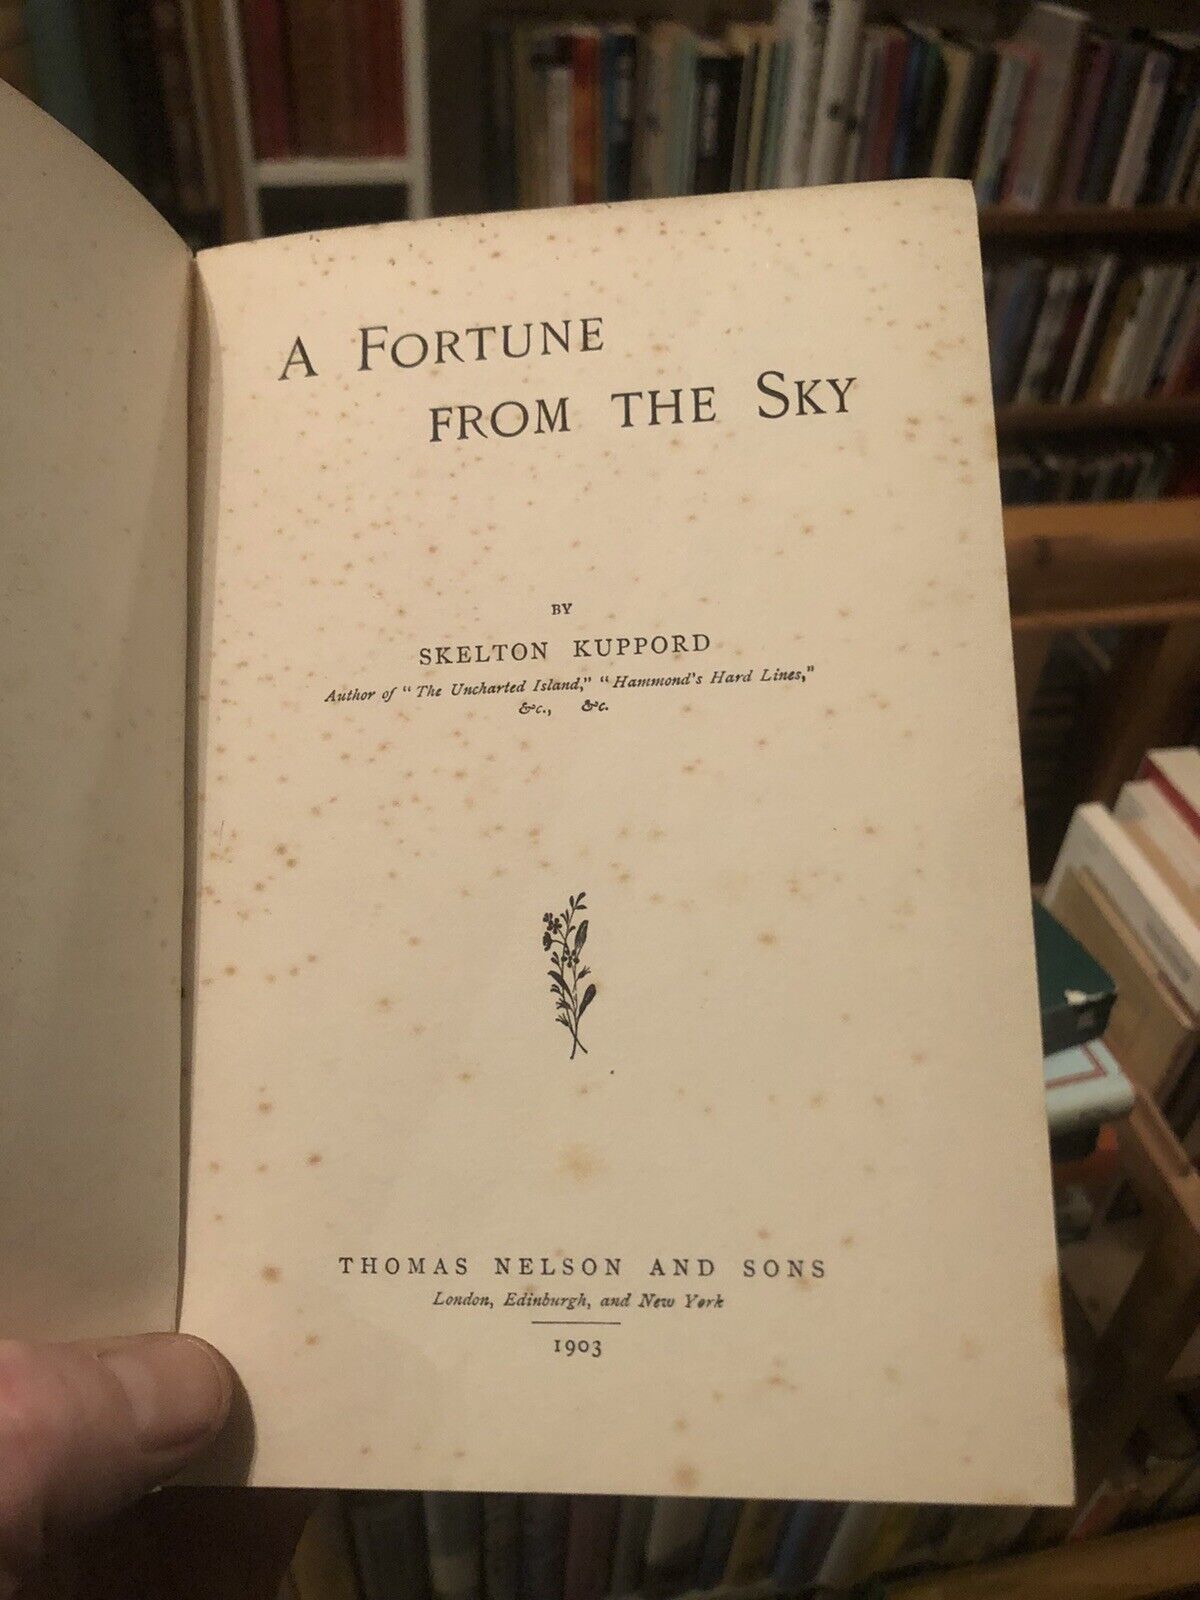 A FORTUNE
FROM THE SKY
BY
SKELTON KUPPORD
Author of "The Uncharted Island," "Hammond's Hard Lines,"
&c., &c.
THOMAS NELSON AND SONS
London, Edinburgh, and New York
1903